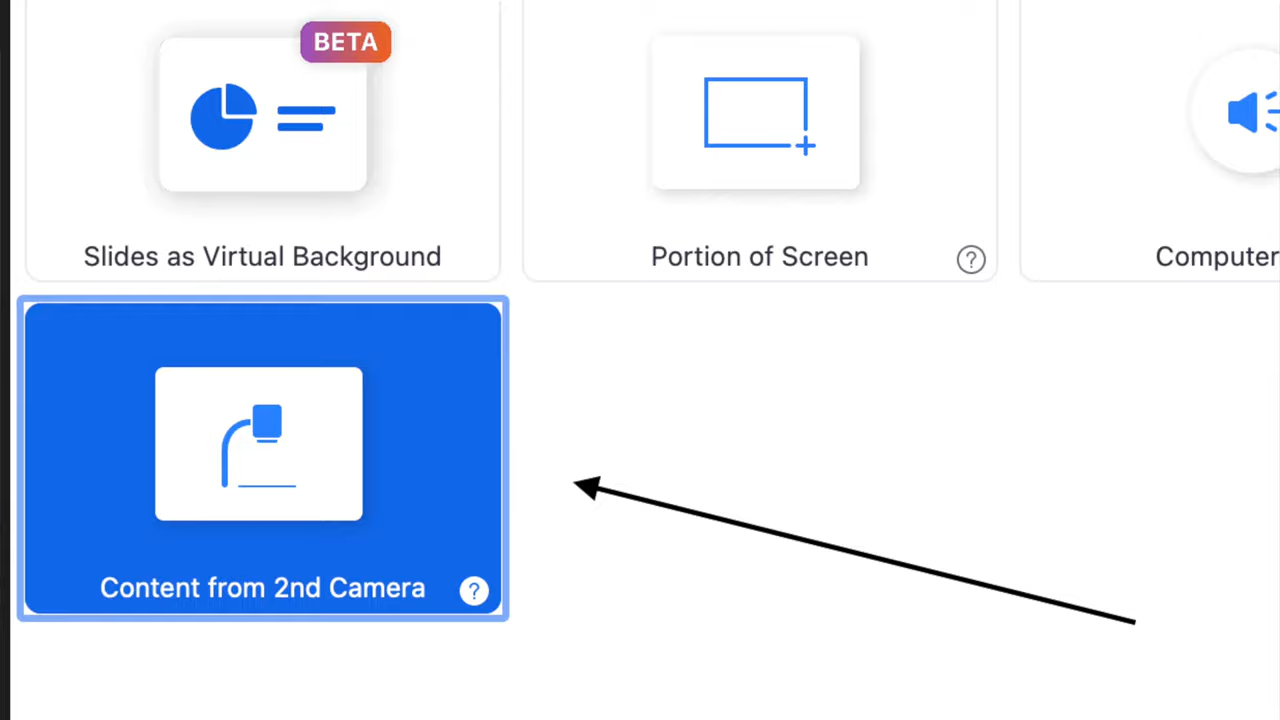 BETA
Slides as Virtual Background
Portion of Screen
?
Computer
Content from 2nd Camera
?